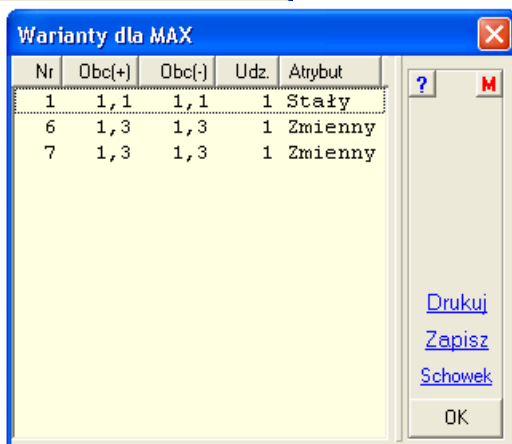 Warianty dla MAX
Nr Obc(+) Obc(-) Udz. Atrybut
1 1,1 1,1 1 Stały
6 1,3 1,3 1 Zmienny
7 1,3 1,3 1 Zmienny
? M
Drukuj
Zapisz
Schowek
OK